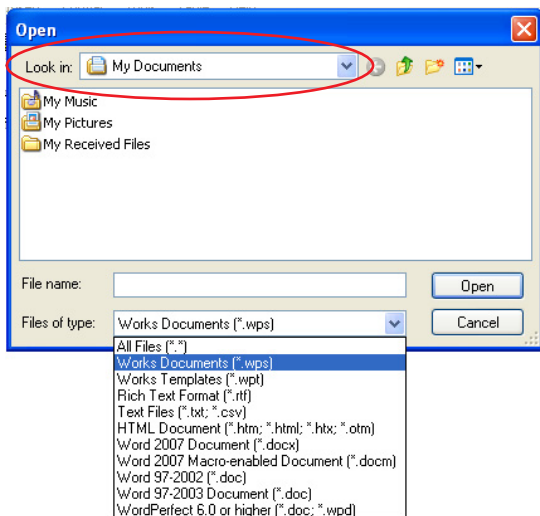 Open
Look in: My Documents
My Music
My Pictures
My Received Files
File name:
Open
Files of type: Works Documents (*.wps)
Cancel
All Files (*.*)
Works Documents (*.wps)
Works Templates (*.wpt)
Rich Text Format (*.rtf)
Text Files (*.txt; *.csv)
HTML Document (*.htm; *.html; *.htx; *.otm)
Word 2007 Document (*.docx)
Word 2007 Macro-enabled Document (*.docm)
Word 97-2002 (*.doc)
Word 97-2003 Document (*.doc)
WordPerfect 6.0 or higher (*.doc; *.wpd)